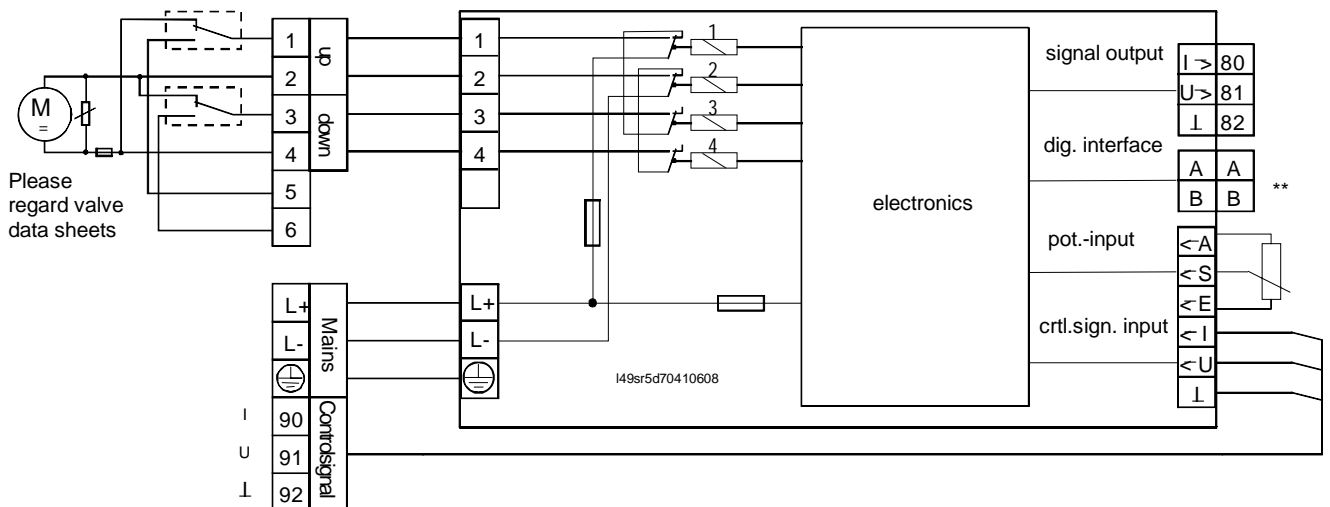 1
2
3
4
5
6
up
down
M
=
Please
regard valve
data sheets
1
2
3
4
1
2
3
4
electronics
signal output
I -> 80
U-> 81
⊥ 82
dig. interface
A A
B B
**
pot.-input
<-A
<-S
<-E
crtl.sign. input
<-I
<-U
⊥
L+
L-
Mains
L+
L-
l49sr5d70410608
I 90
U 91
⊥ 92
Controlsignal